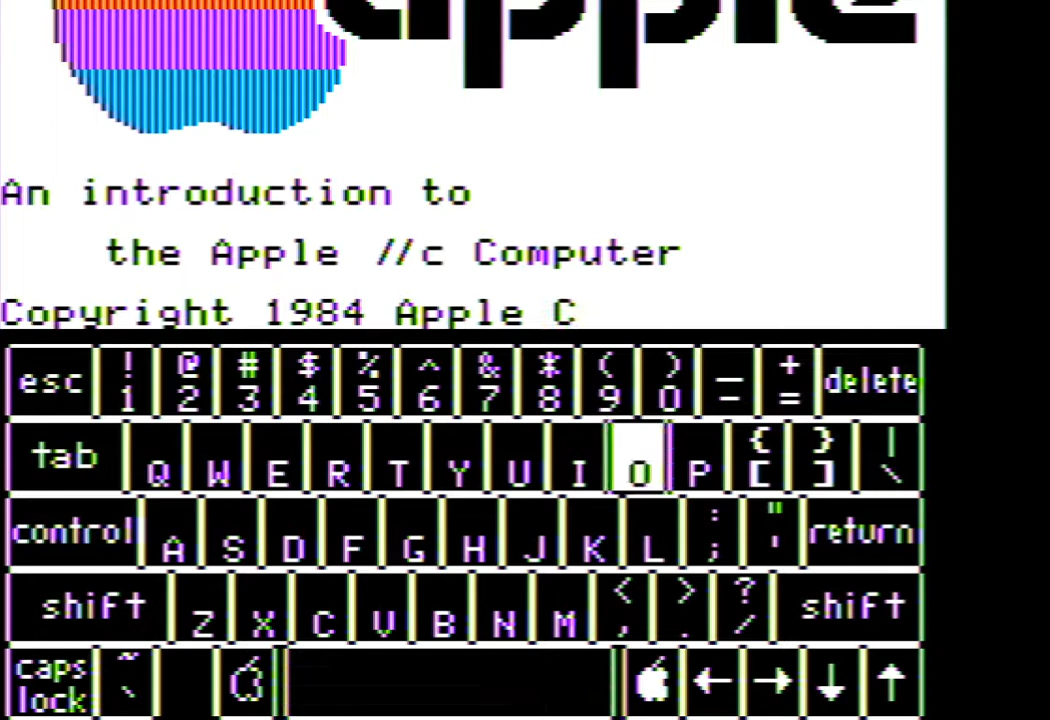 apple
An introduction to
the Apple //c Computer
Copyright 1984 Apple C
esc ! 1 @ 2 # 3 $ 4 % 5 ^ 6 & 7 * 8 ( 9 ) 0 _ - + = delete
tab Q W E R T Y U I O P { [ } ] | \
control A S D F G H J K L : ; " ' return
shift Z X C V B N M < , > . ? / shift
caps lock ~ ` ← → ↓ ↑